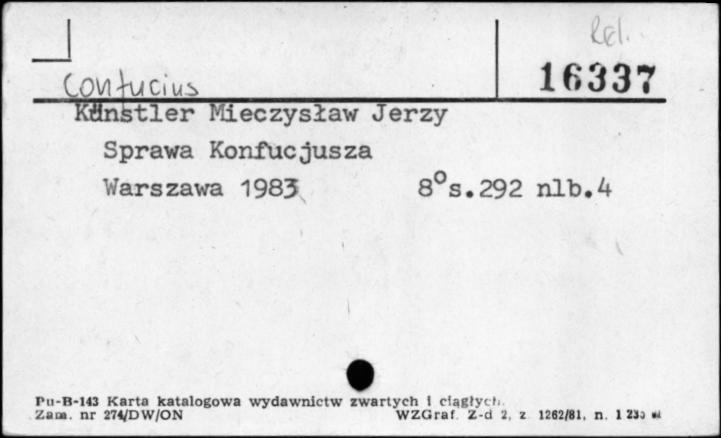 Rel.
16337
Confucius
Künstler Mieczysław Jerzy
Sprawa Konfucjusza
Warszawa 1983 8° s.292 nlb.4
Pu-B-143 Karta katalogowa wydawnictw zwartych i ciągłych.
Zam. nr 274/DW/ON WZGraf. Z-d 2, z. 1262/81, n. 1